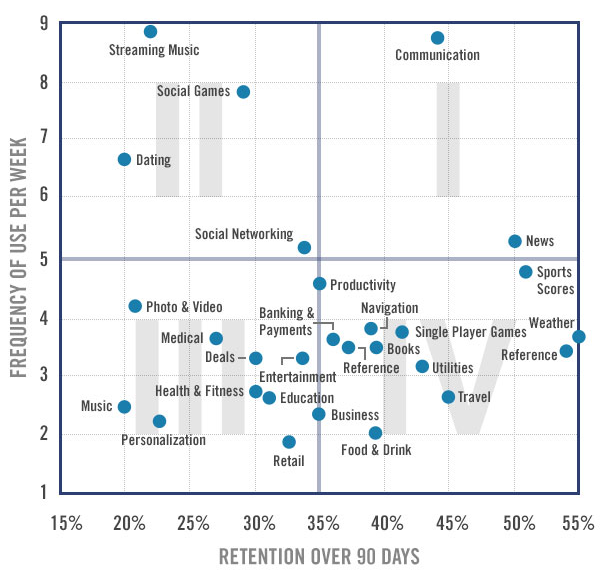 9
Streaming Music
Communication
8
Social Games
II
I
7
Dating
6
Social Networking
News
5
Sports
Scores
Productivity
Photo & Video
4
Banking &
Payments
Navigation
Single Player Games
Weather
Medical
Deals
Books
Reference
Reference
Entertainment
Utilities
3
Health & Fitness
Education
Travel
Music
Business
III
IV
2
Personalization
Food & Drink
Retail
1
FREQUENCY OF USE PER WEEK
15%
20%
25%
30%
35%
40%
45%
50%
55%
RETENTION OVER 90 DAYS